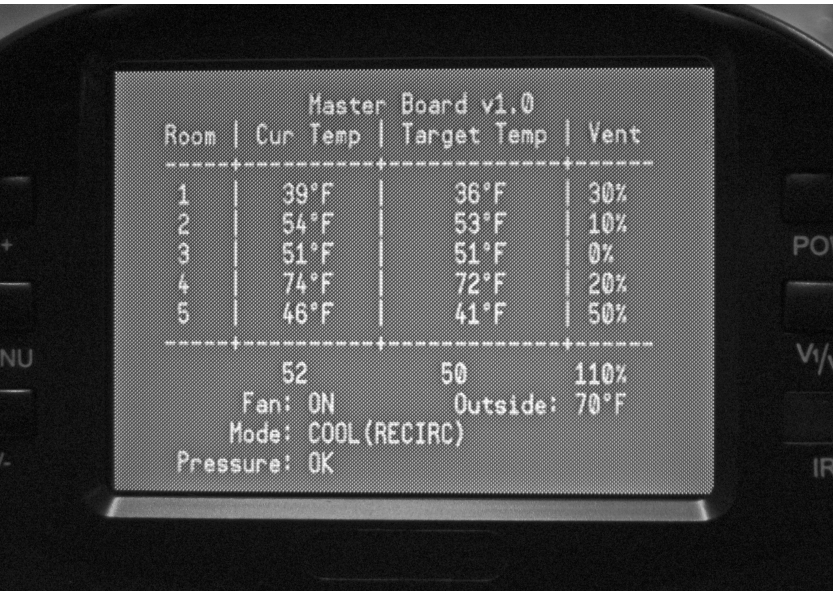 Master Board v1.0
Room | Cur Temp | Target Temp | Vent
-----+----------+-------------+------
1 | 39°F | 36°F | 30%
2 | 54°F | 53°F | 10%
3 | 51°F | 51°F | 0%
4 | 74°F | 72°F | 20%
5 | 46°F | 41°F | 50%
-----+----------+-------------+------
52 50 110%
Fan: ON Outside: 70°F
Mode: COOL(RECIRC)
Pressure: OK
+
NU
/-
PO
V1/
IR